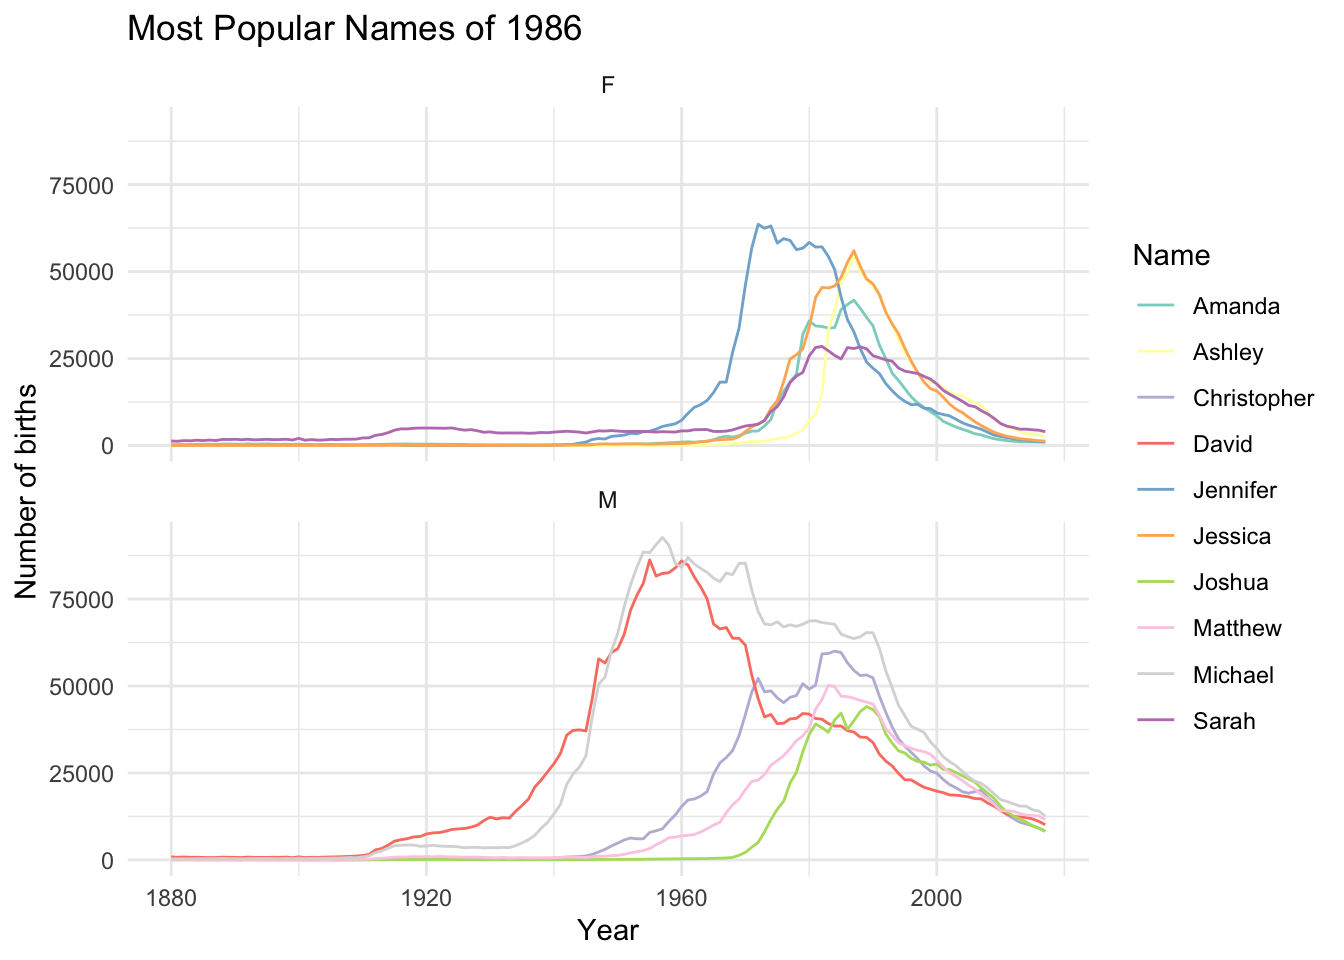 Most Popular Names of 1986
F
75000
50000
25000
0
M
75000
50000
25000
0
1880 1920 1960 2000
Year
Number of births
Name
Amanda
Ashley
Christopher
David
Jennifer
Jessica
Joshua
Matthew
Michael
Sarah